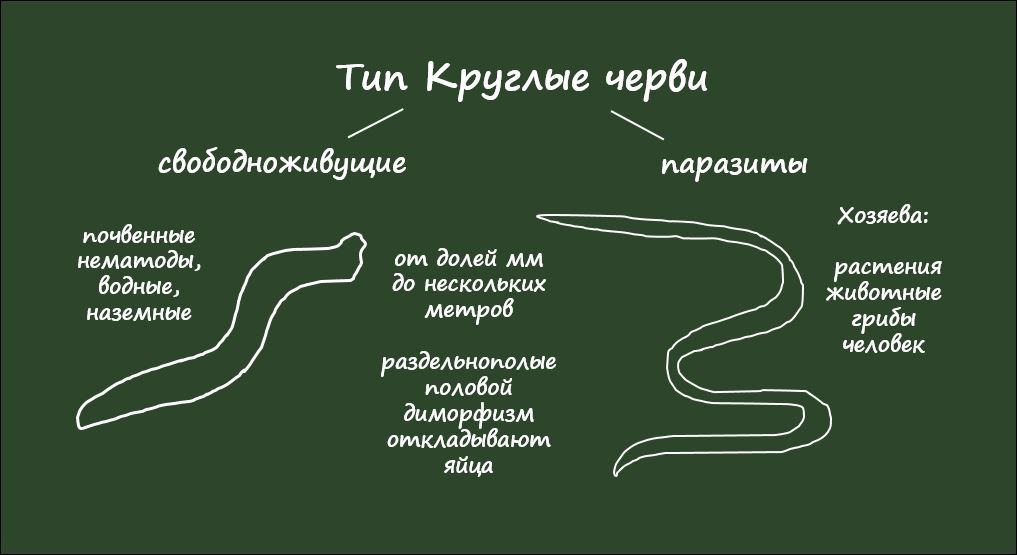 Тип Круглые черви
свободноживущие
паразиты
почвенные
нематоды,
водные,
наземные
от долей мм
до нескольких
метров
раздельнополые
половой
диморфизм
откладывают
яйца
Хозяева:
растения
животные
грибы
человек